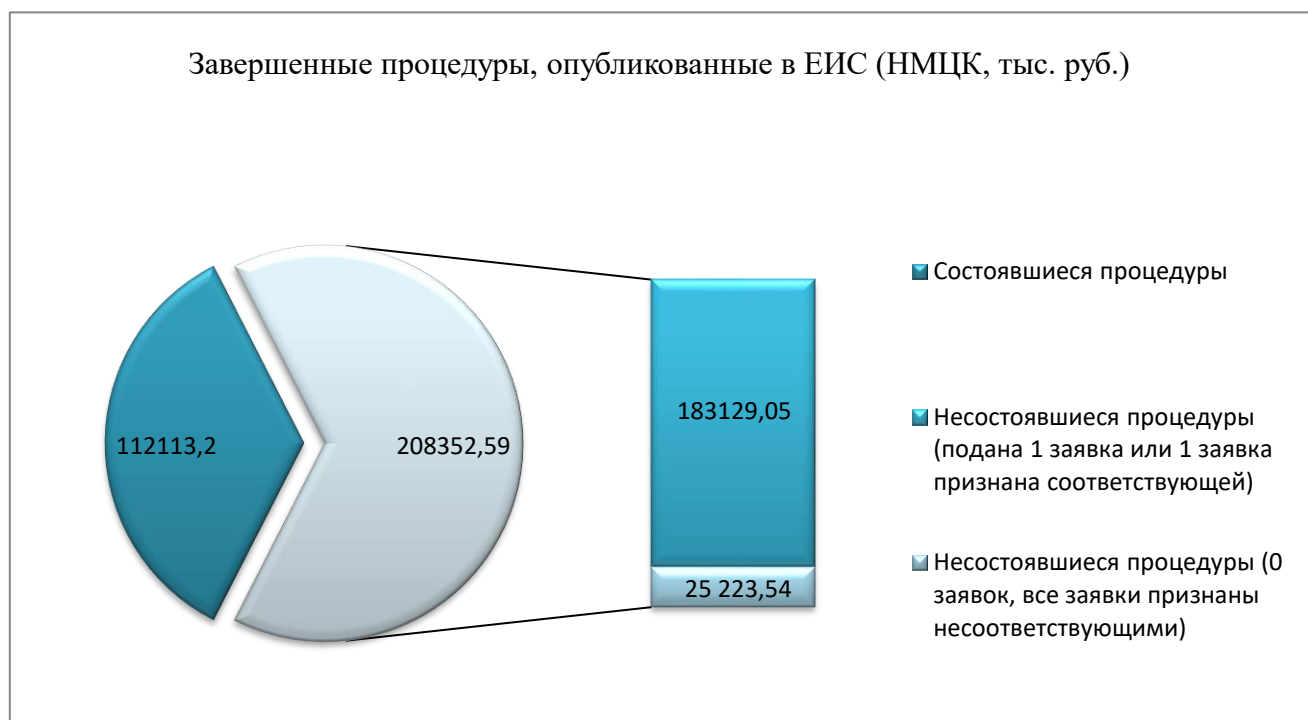 Завершенные процедуры, опубликованные в ЕИС (НМЦК, тыс. руб.)
112113,2
208352,59
183129,05
25 223,54
Состоявшиеся процедуры
Несостоявшиеся процедуры
(подана 1 заявка или 1 заявка
признана соответствующей)
Несостоявшиеся процедуры (0
заявок, все заявки признаны
несоответствующими)